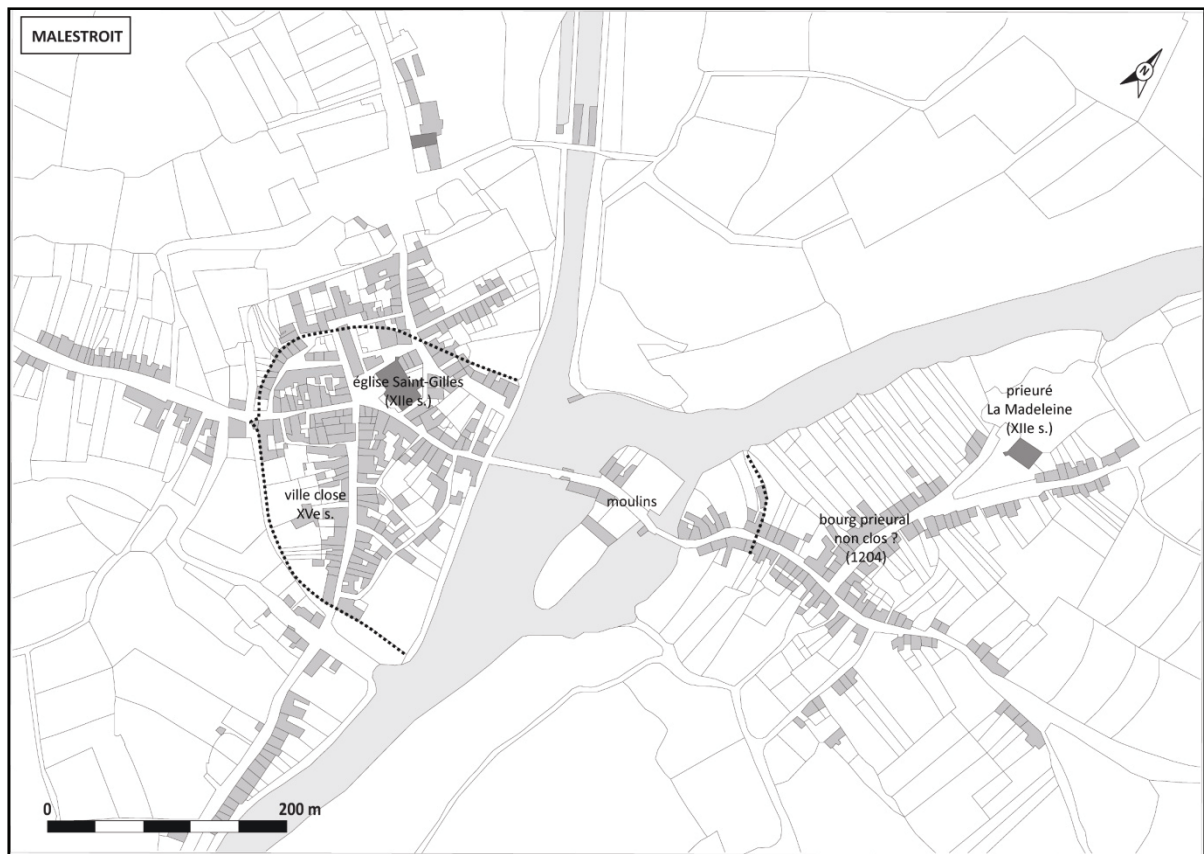 MALESTROIT
N
église Saint-Gilles
(XIIe s.)
prieuré
La Madeleine
(XIIe s.)
ville close
XVe s.
moulins
bourg prieural
non clos ?
(1204)
0 200 m